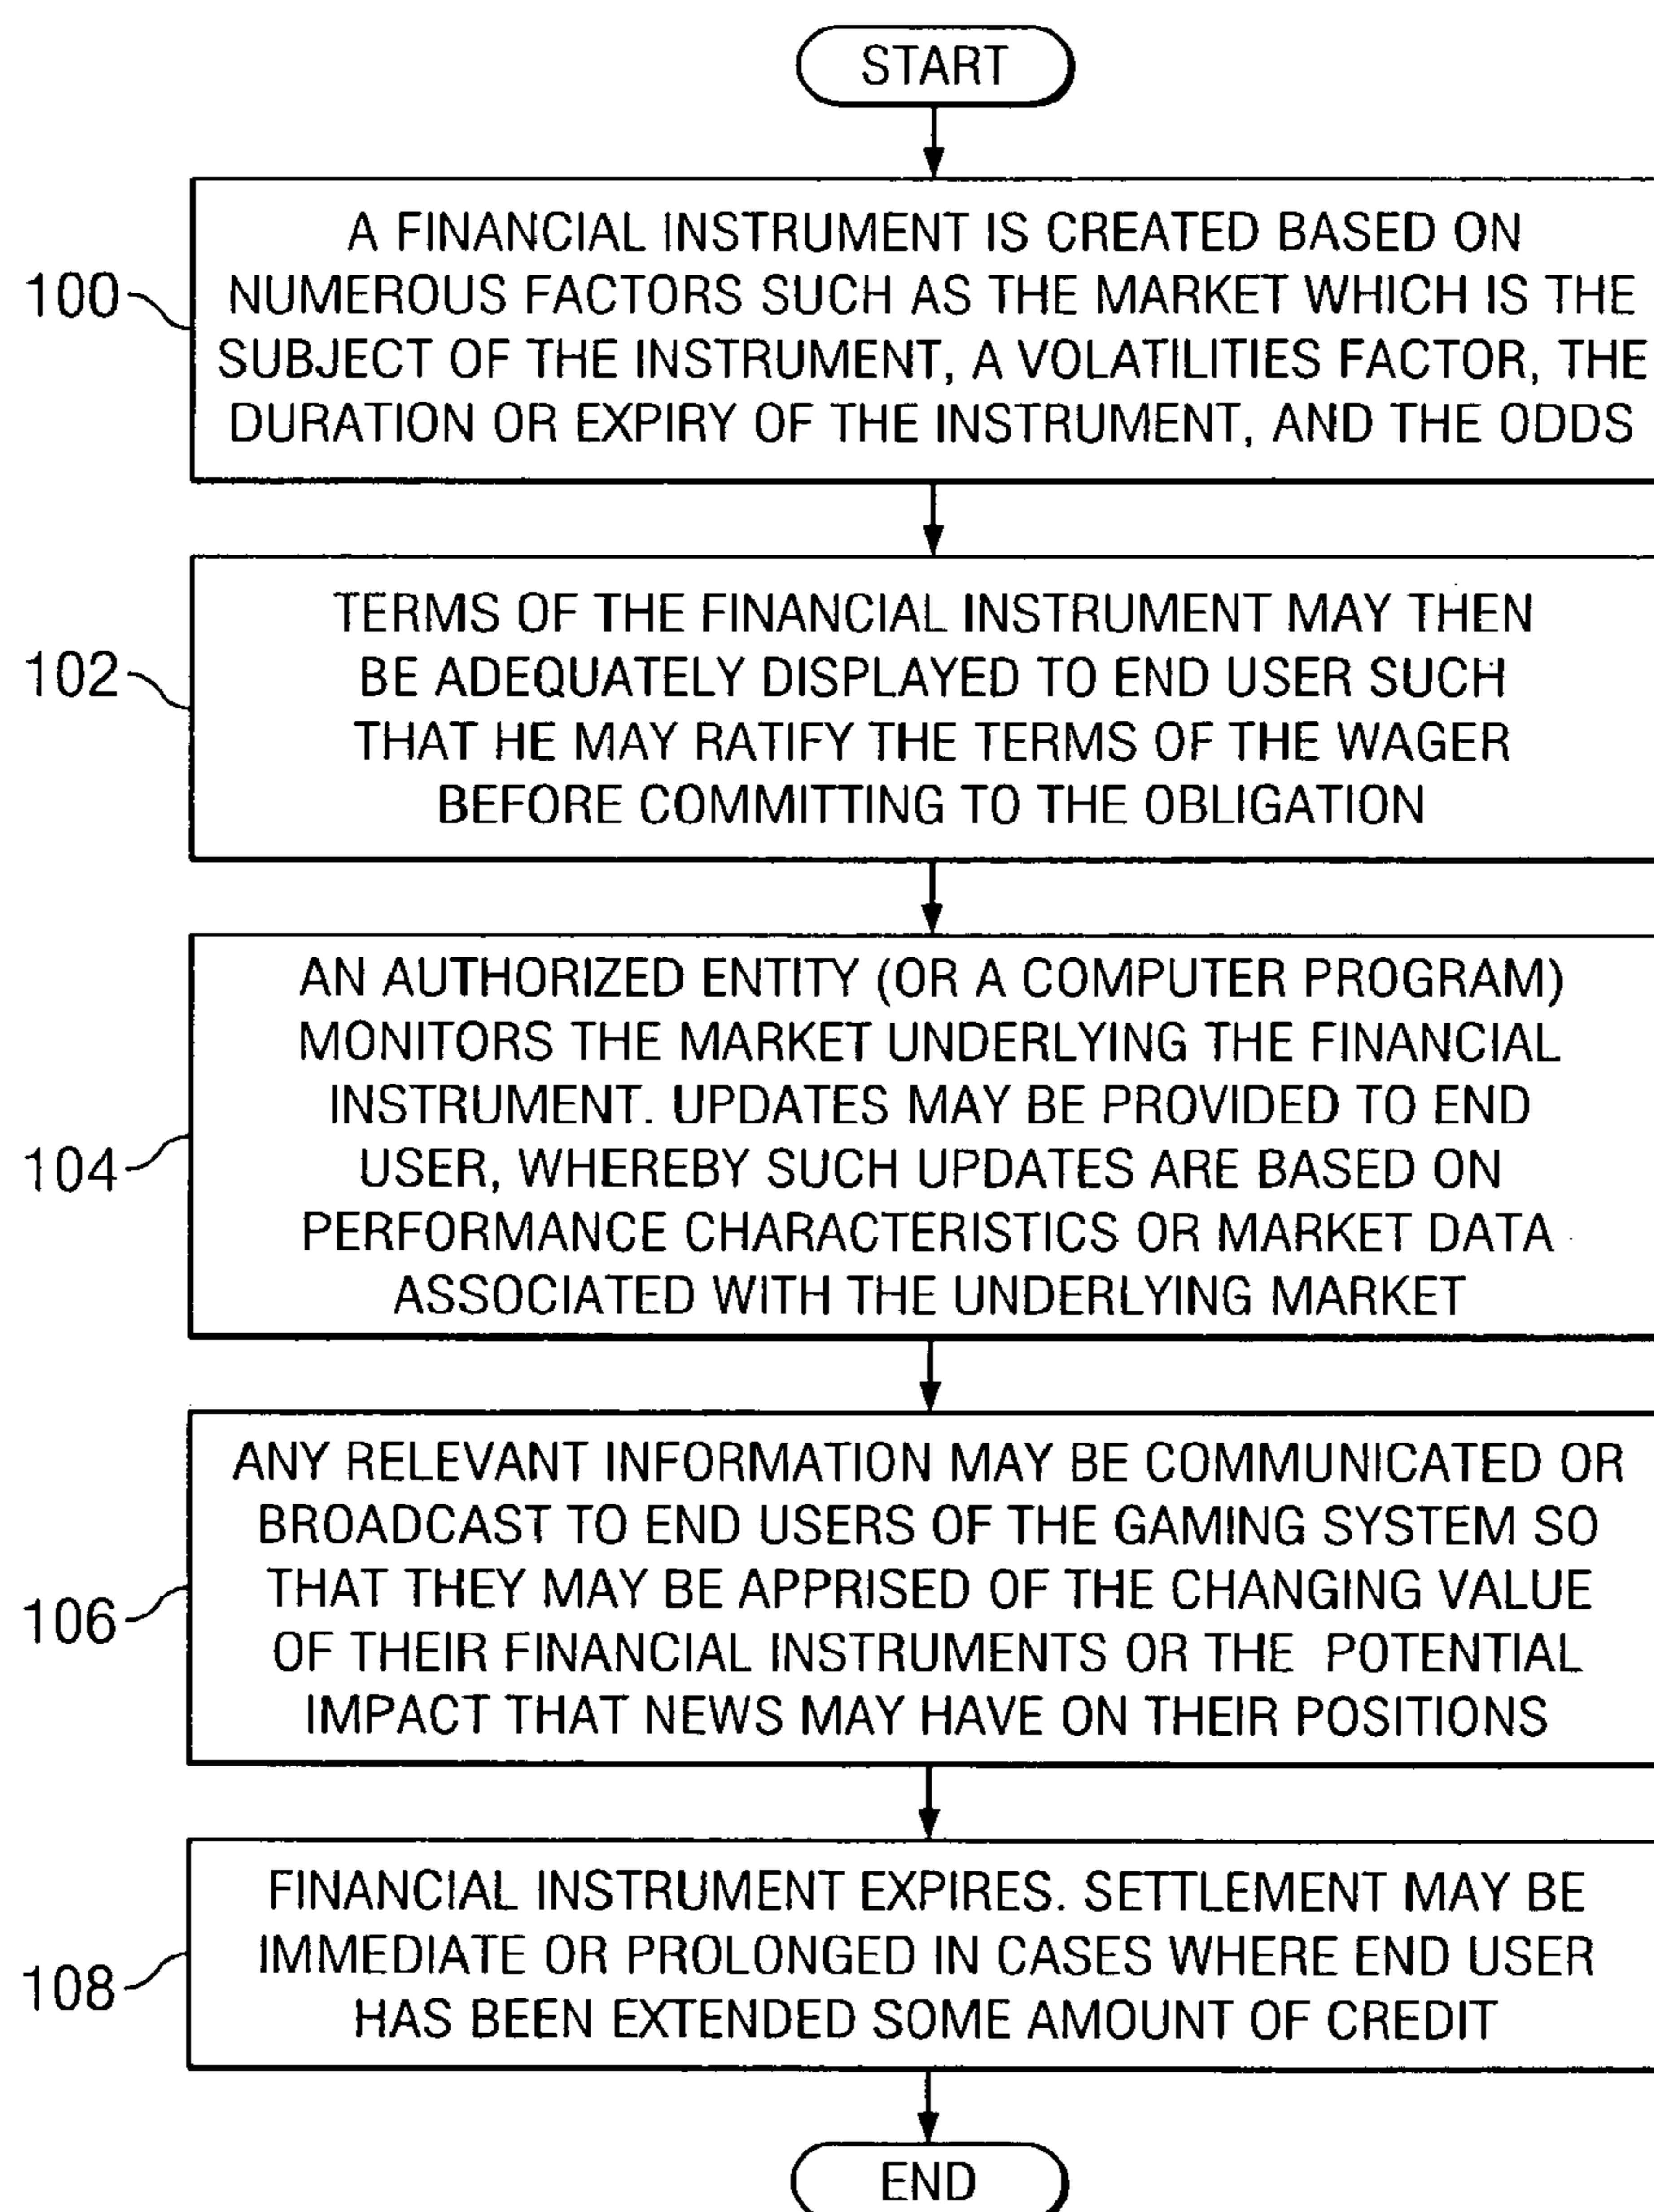 START
A FINANCIAL INSTRUMENT IS CREATED BASED ON
100
NUMEROUS FACTORS SUCH AS THE MARKET WHICH IS THE
SUBJECT OF THE INSTRUMENT, A VOLATILITIES FACTOR, THE
DURATION OR EXPIRY OF THE INSTRUMENT, AND THE ODDS
TERMS OF THE FINANCIAL INSTRUMENT MAY THEN
102
BE ADEQUATELY DISPLAYED TO END USER SUCH
THAT HE MAY RATIFY THE TERMS OF THE WAGER
BEFORE COMMITTING TO THE OBLIGATION
AN AUTHORIZED ENTITY (OR A COMPUTER PROGRAM)
MONITORS THE MARKET UNDERLYING THE FINANCIAL
INSTRUMENT. UPDATES MAY BE PROVIDED TO END
104
USER, WHEREBY SUCH UPDATES ARE BASED ON
PERFORMANCE CHARACTERISTICS OR MARKET DATA
ASSOCIATED WITH THE UNDERLYING MARKET
ANY RELEVANT INFORMATION MAY BE COMMUNICATED OR
BROADCAST TO END USERS OF THE GAMING SYSTEM SO
THAT THEY MAY BE APPRISED OF THE CHANGING VALUE
106
OF THEIR FINANCIAL INSTRUMENTS OR THE POTENTIAL
IMPACT THAT NEWS MAY HAVE ON THEIR POSITIONS
FINANCIAL INSTRUMENT EXPIRES. SETTLEMENT MAY BE
IMMEDIATE OR PROLONGED IN CASES WHERE END USER
108
HAS BEEN EXTENDED SOME AMOUNT OF CREDIT
END